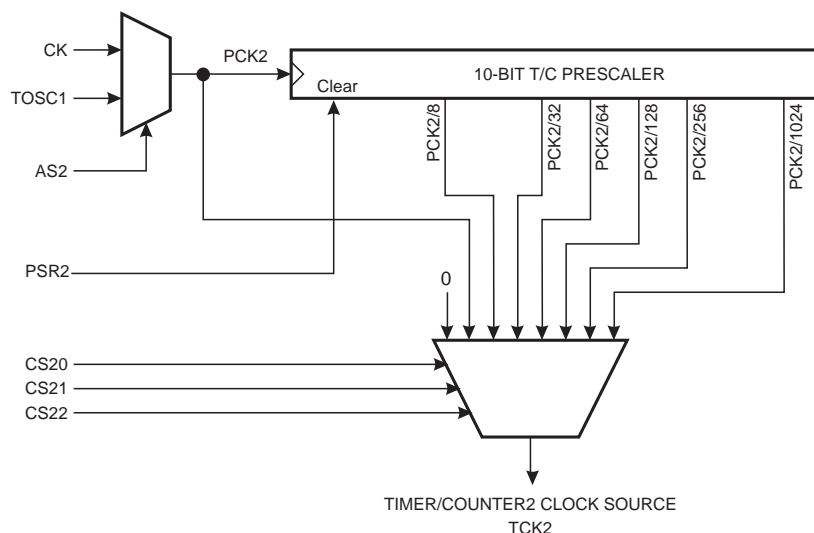 CK
PCK2
10-BIT T/C PRESCALER
TOSC1
Clear
AS2
PCK2/8
PCK2/32
PCK2/64
PCK2/128
PCK2/256
PCK2/1024
PSR2
0
CS20
CS21
CS22
TIMER/COUNTER2 CLOCK SOURCE
TCK2